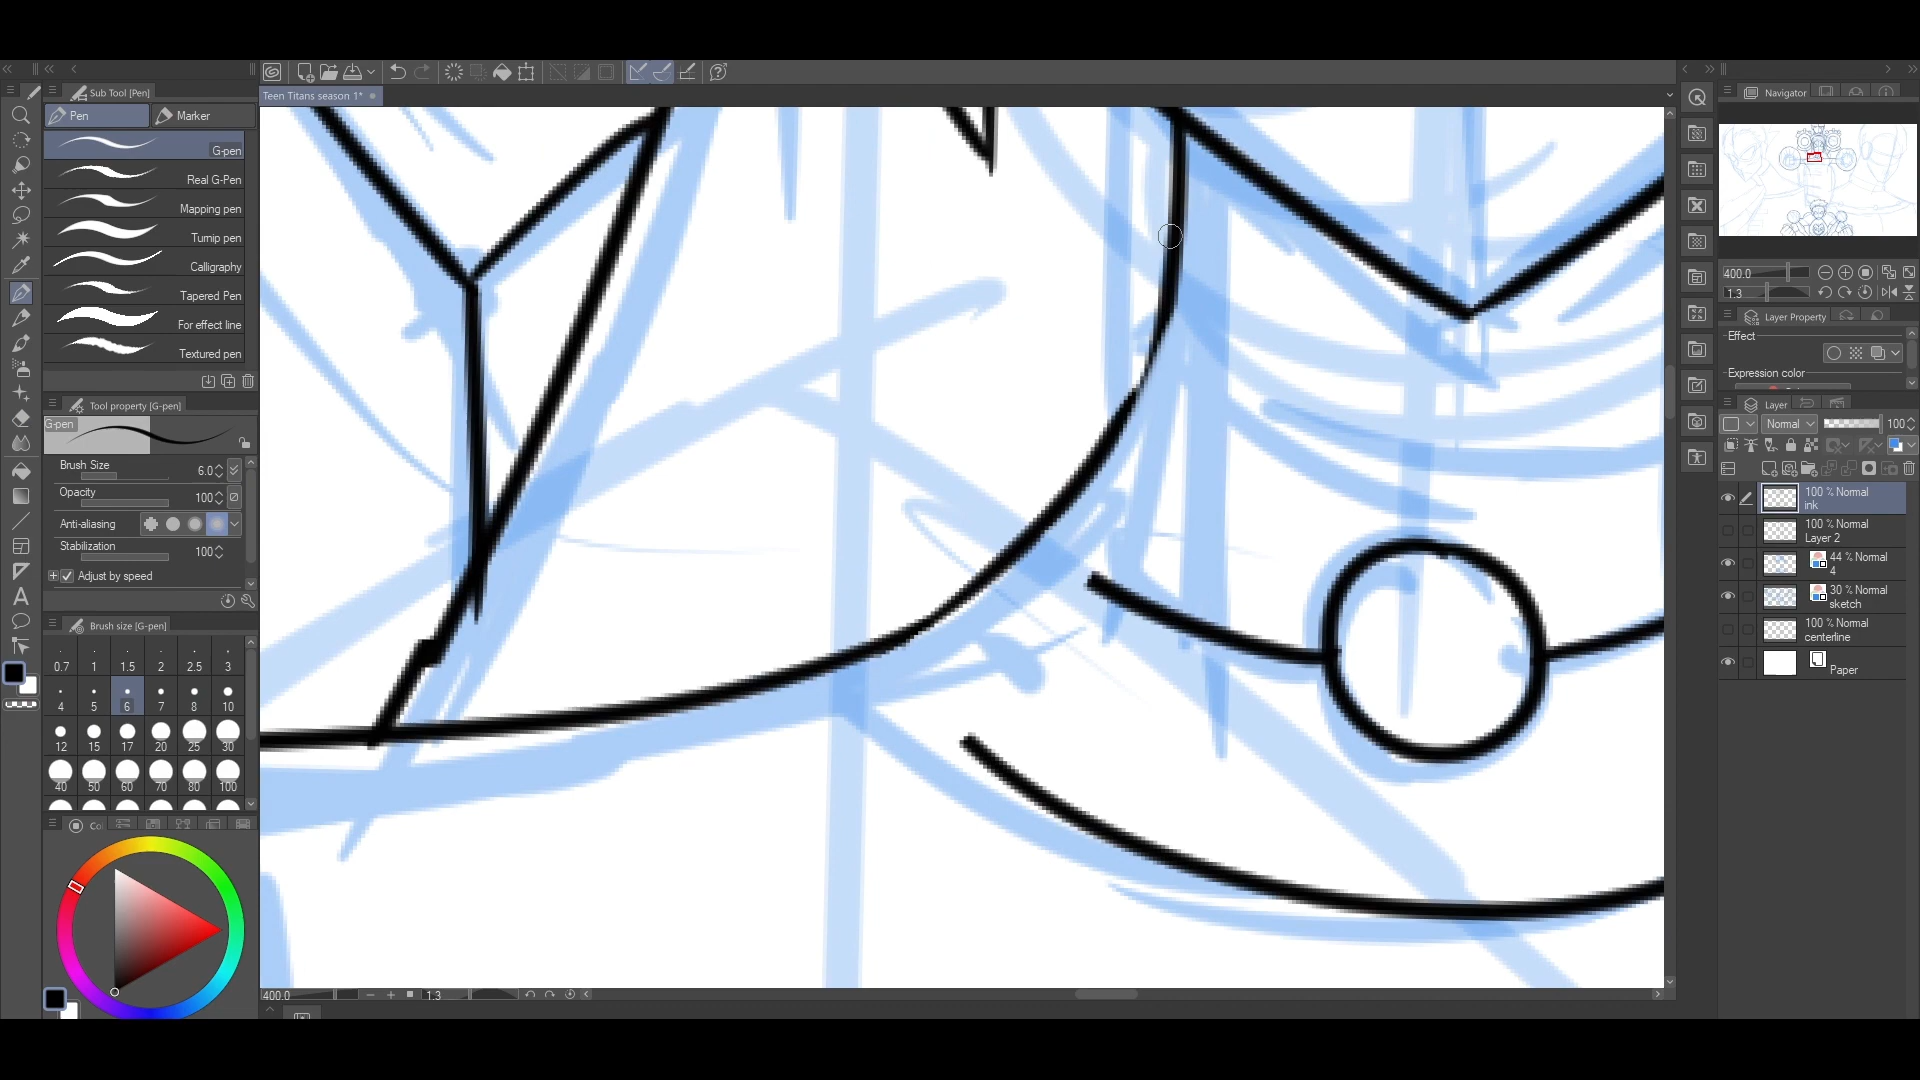 Sub Tool [Pen]
Teen Titans season 1*
Navigator
Pen
Marker
G-pen
Real G-Pen
Mapping pen
Turnip pen
Calligraphy
Tapered Pen
For effect line
Textured pen
Tool property [G-pen]
G-pen
Brush Size
6.0
Opacity
100
Anti-aliasing
Stabilization
100
Adjust by speed
Brush size [G-pen]
0.7 1 1.5 2 2.5 3
4 5 6 7 8 10
12 15 17 20 25 30
40 50 60 70 80 100
Co
400.0
1.3
400.0
1.3
Layer Property
Effect
Expression color
Layer
Normal
100
100 % Normal
ink
100 % Normal
Layer 2
44 % Normal
4
30 % Normal
sketch
100 % Normal
centerline
Paper
A